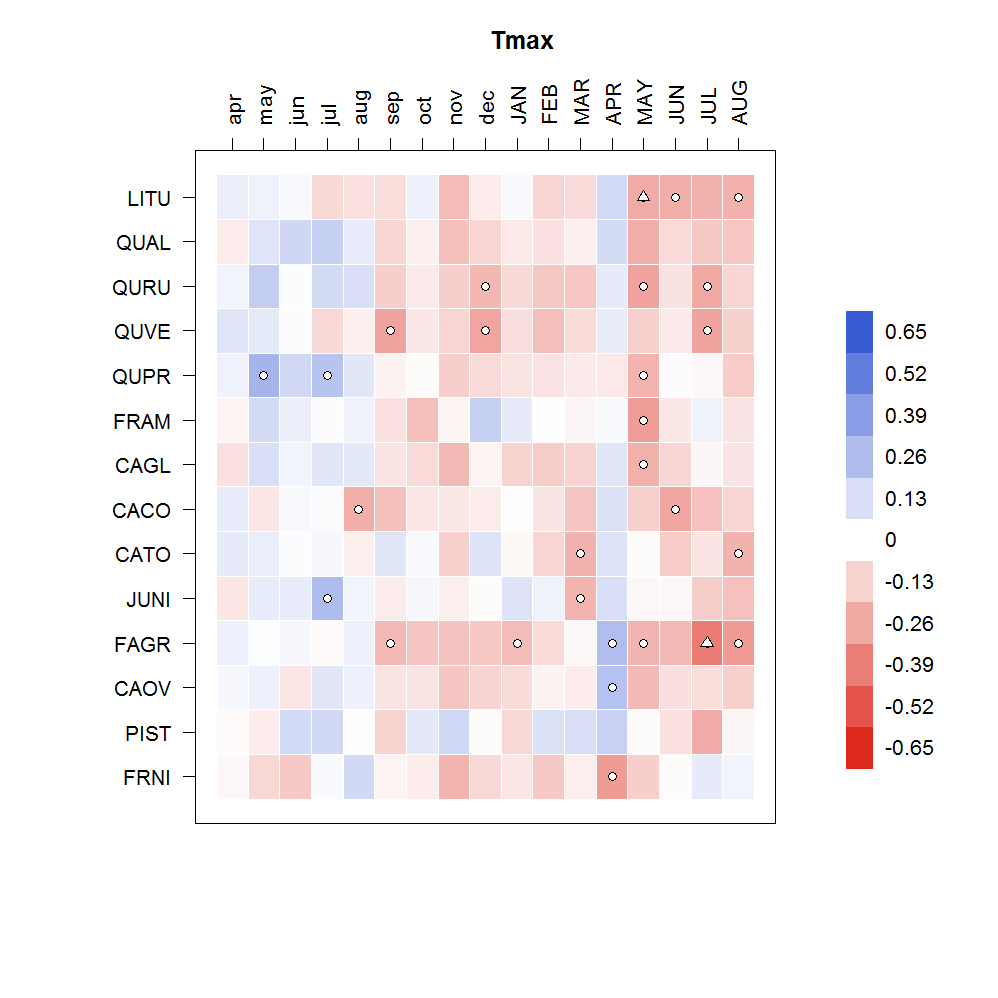 Tmax
apr may jun jul aug sep oct nov dec JAN FEB MAR APR MAY JUN JUL AUG
LITU
QUAL
QURU
QUVE
QUPR
FRAM
CAGL
CACO
CATO
JUNI
FAGR
CAOV
PIST
FRNI
0.65
0.52
0.39
0.26
0.13
0
-0.13
-0.26
-0.39
-0.52
-0.65